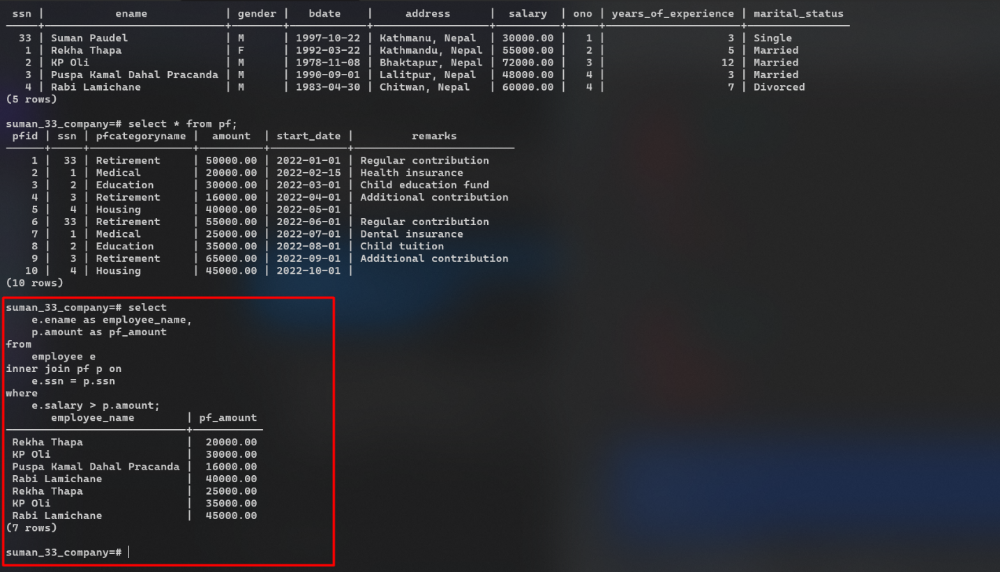 ssn |            ename             | gender |   bdate    |     address      |  salary  | ono | years_of_experience | marital_status
-----+------------------------------+--------+------------+------------------+----------+-----+---------------------+----------------
  33 | Suman Paudel                 | M      | 1997-10-22 | Kathmanu, Nepal  | 30000.00 |   1 |                   3 | Single
   1 | Rekha Thapa                  | F      | 1992-03-22 | Kathmandu, Nepal | 55000.00 |   2 |                   5 | Married
   2 | KP Oli                       | M      | 1978-11-08 | Bhaktapur, Nepal | 72000.00 |   3 |                  12 | Married
   3 | Puspa Kamal Dahal Pracanda | M      | 1990-09-01 | Lalitpur, Nepal  | 48000.00 |   4 |                   3 | Married
   4 | Rabi Lamichane               | M      | 1983-04-30 | Chitwan, Nepal   | 60000.00 |   4 |                   7 | Divorced
(5 rows)

suman_33_company=# select * from pf;
 pfid | ssn | pfcategoryname |  amount  | start_date |        remarks
------+-----+----------------+----------+------------+-------------------------
    1 |  33 | Retirement     | 50000.00 | 2022-01-01 | Regular contribution
    2 |   1 | Medical        | 20000.00 | 2022-02-15 | Health insurance
    3 |   2 | Education      | 30000.00 | 2022-03-01 | Child education fund
    4 |   3 | Retirement     | 16000.00 | 2022-04-01 | Additional contribution
    5 |   4 | Housing        | 40000.00 | 2022-05-01 |
    6 |  33 | Retirement     | 55000.00 | 2022-06-01 | Regular contribution
    7 |   1 | Medical        | 25000.00 | 2022-07-01 | Dental insurance
    8 |   2 | Education      | 35000.00 | 2022-08-01 | Child tuition
    9 |   3 | Retirement     | 65000.00 | 2022-09-01 | Additional contribution
   10 |   4 | Housing        | 45000.00 | 2022-10-01 |
(10 rows)

suman_33_company=# select
    e.ename as employee_name,
    p.amount as pf_amount
from
    employee e
inner join pf p on
    e.ssn = p.ssn
where
    e.salary > p.amount;
       employee_name        | pf_amount
----------------------------+-----------
 Rekha Thapa                |  20000.00
 KP Oli                     |  30000.00
 Puspa Kamal Dahal Pracanda |  16000.00
 Rabi Lamichane             |  40000.00
 Rekha Thapa                |  25000.00
 KP Oli                     |  35000.00
 Rabi Lamichane             |  45000.00
(7 rows)

suman_33_company=#